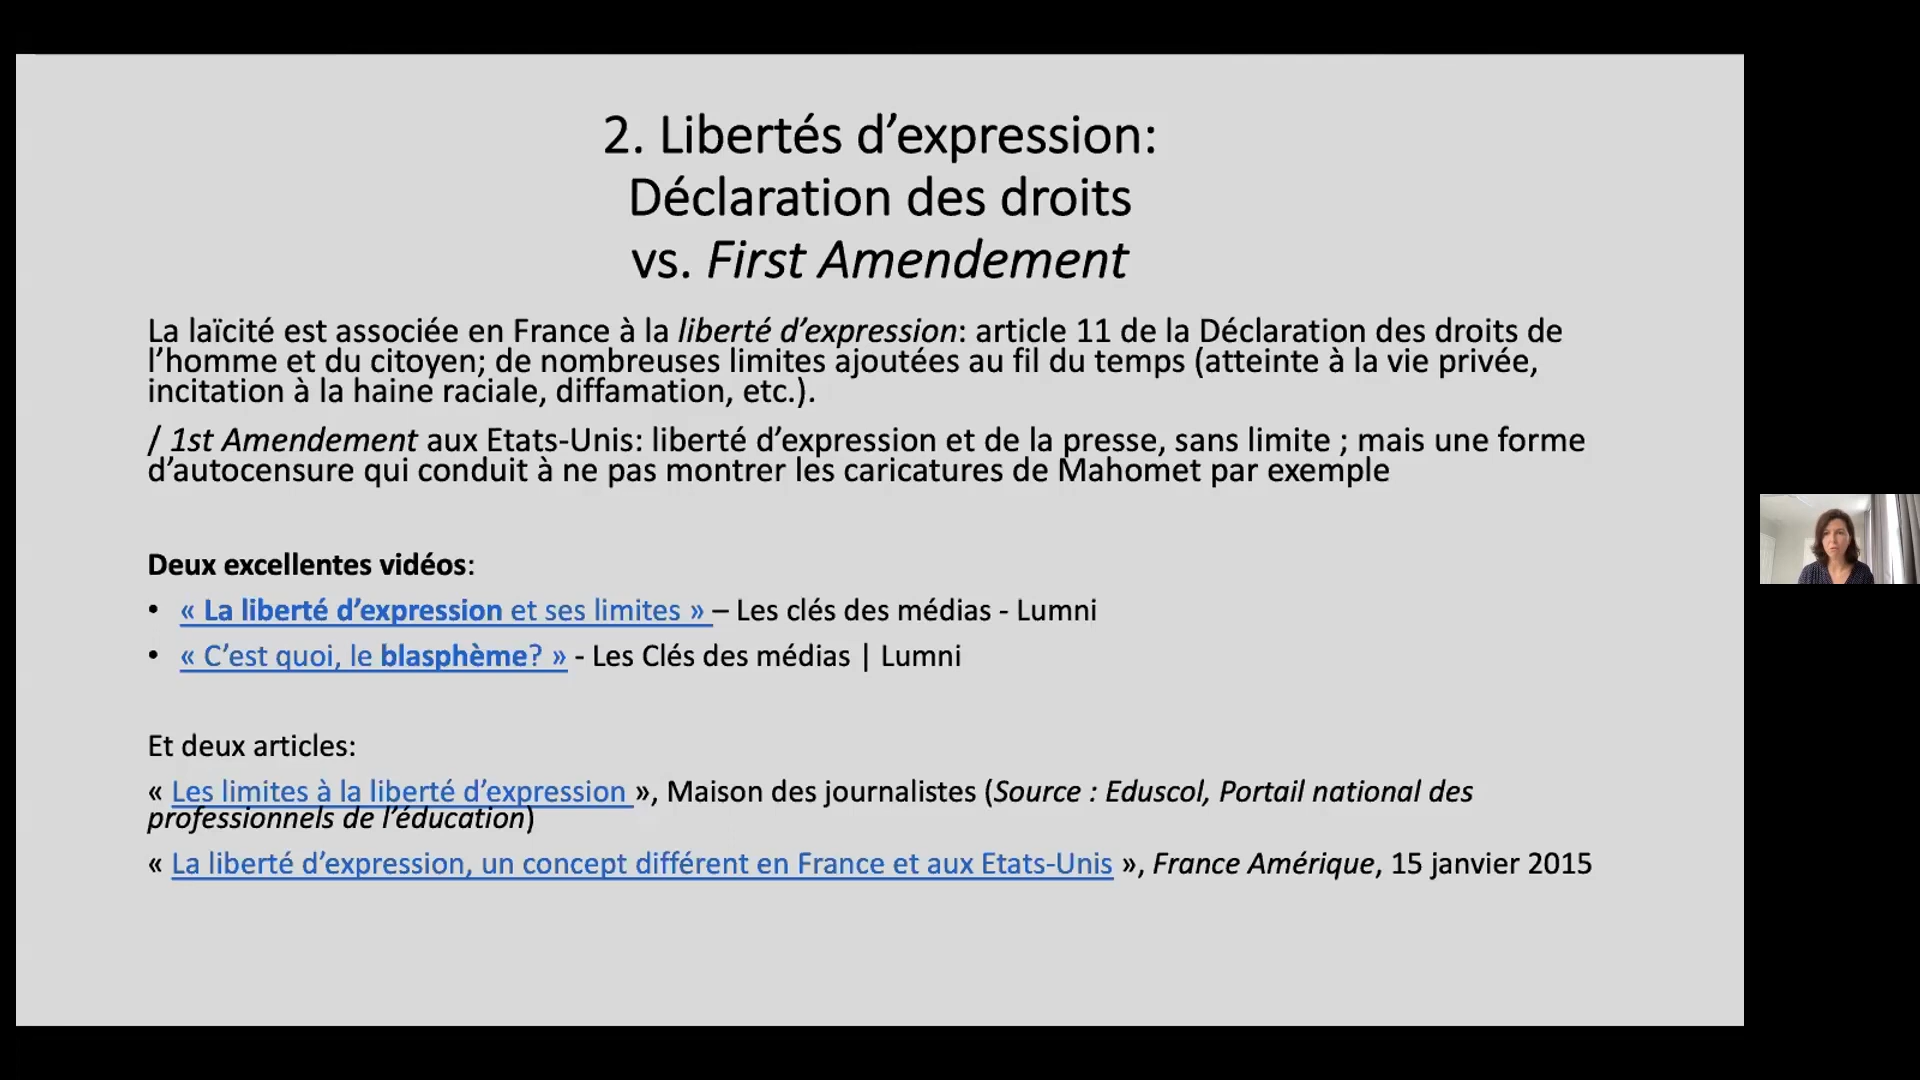 2. Libertés d’expression:
Déclaration des droits
vs. First Amendement
La laïcité est associée en France à la liberté d’expression: article 11 de la Déclaration des droits de
l’homme et du citoyen; de nombreuses limites ajoutées au fil du temps (atteinte à la vie privée,
incitation à la haine raciale, diffamation, etc.).
/ 1st Amendement aux Etats-Unis: liberté d’expression et de la presse, sans limite ; mais une forme
d’autocensure qui conduit à ne pas montrer les caricatures de Mahomet par exemple
Deux excellentes vidéos:
• « La liberté d’expression et ses limites » – Les clés des médias - Lumni
• « C’est quoi, le blasphème? » - Les Clés des médias | Lumni
Et deux articles:
« Les limites à la liberté d’expression », Maison des journalistes (Source : Eduscol, Portail national des
professionnels de l’éducation)
« La liberté d’expression, un concept différent en France et aux Etats-Unis », France Amérique, 15 janvier 2015